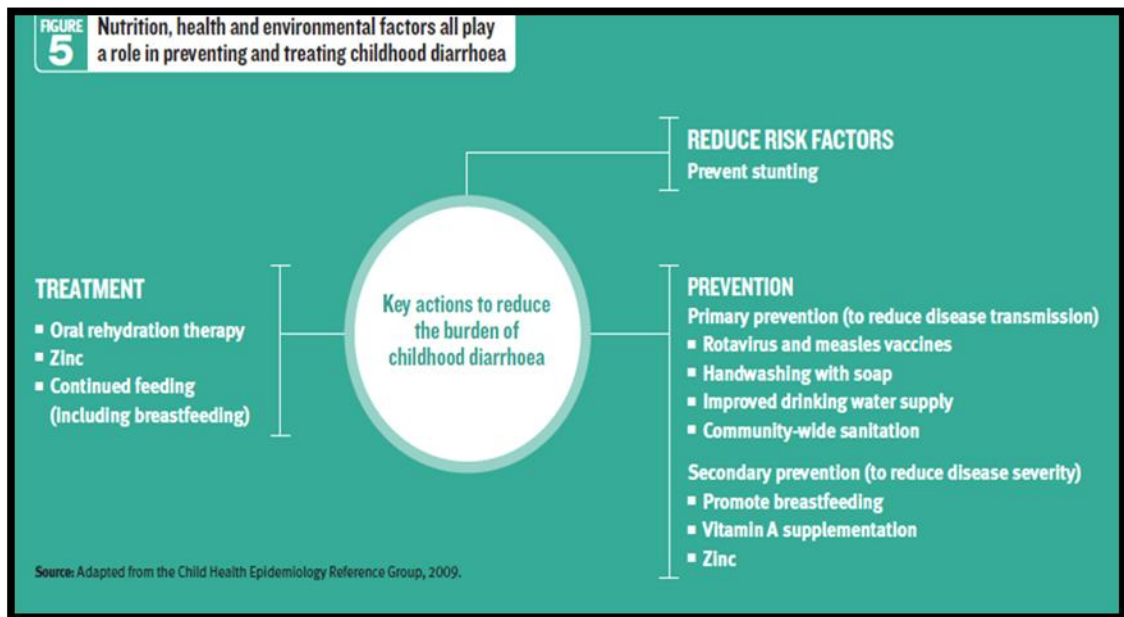 FIGURE
5
Nutrition, health and environmental factors all play
a role in preventing and treating childhood diarrhoea
REDUCE RISK FACTORS
Prevent stunting
TREATMENT
▪ Oral rehydration therapy
▪ Zinc
▪ Continued feeding
(including breastfeeding)
Key actions to reduce
the burden of
childhood diarrhoea
PREVENTION
Primary prevention (to reduce disease transmission)
▪ Rotavirus and measles vaccines
▪ Handwashing with soap
▪ Improved drinking water supply
▪ Community-wide sanitation
Secondary prevention (to reduce disease severity)
▪ Promote breastfeeding
▪ Vitamin A supplementation
▪ Zinc
Source: Adapted from the Child Health Epidemiology Reference Group, 2009.